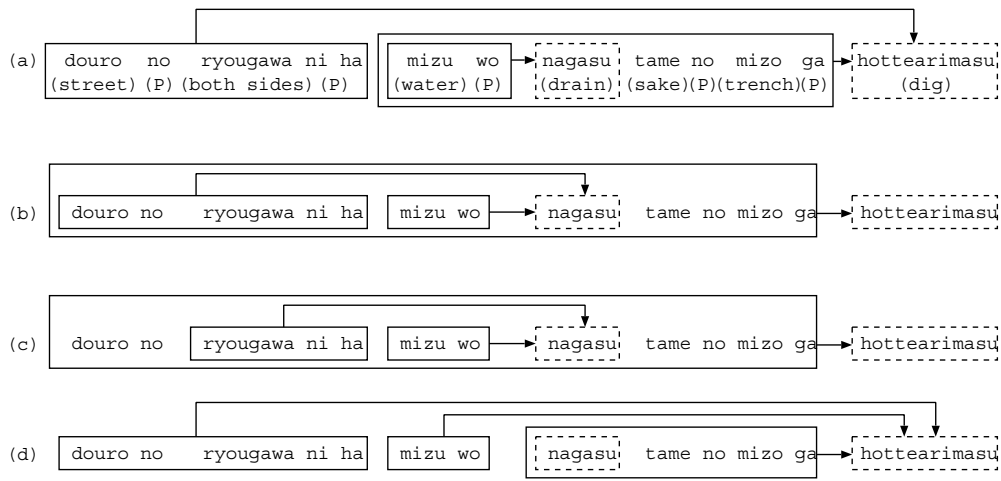 (a) douro no ryougawa ni ha mizu wo nagasu tame no mizo ga hottearimasu
(street) (P) (both sides) (P) (water) (P) (drain) (sake)(P)(trench)(P) (dig)
(b) douro no ryougawa ni ha mizu wo nagasu tame no mizo ga hottearimasu
(c) douro no ryougawa ni ha mizu wo nagasu tame no mizo ga hottearimasu
(d) douro no ryougawa ni ha mizu wo nagasu tame no mizo ga hottearimasu